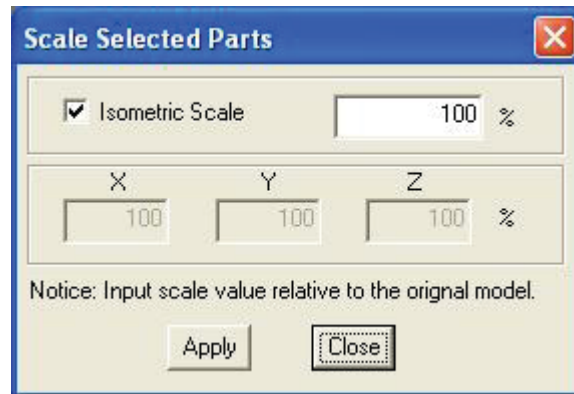 Scale Selected Parts
Isometric Scale 100 %
X Y Z
100 100 100 %
Notice: Input scale value relative to the orignal model.
Apply Close